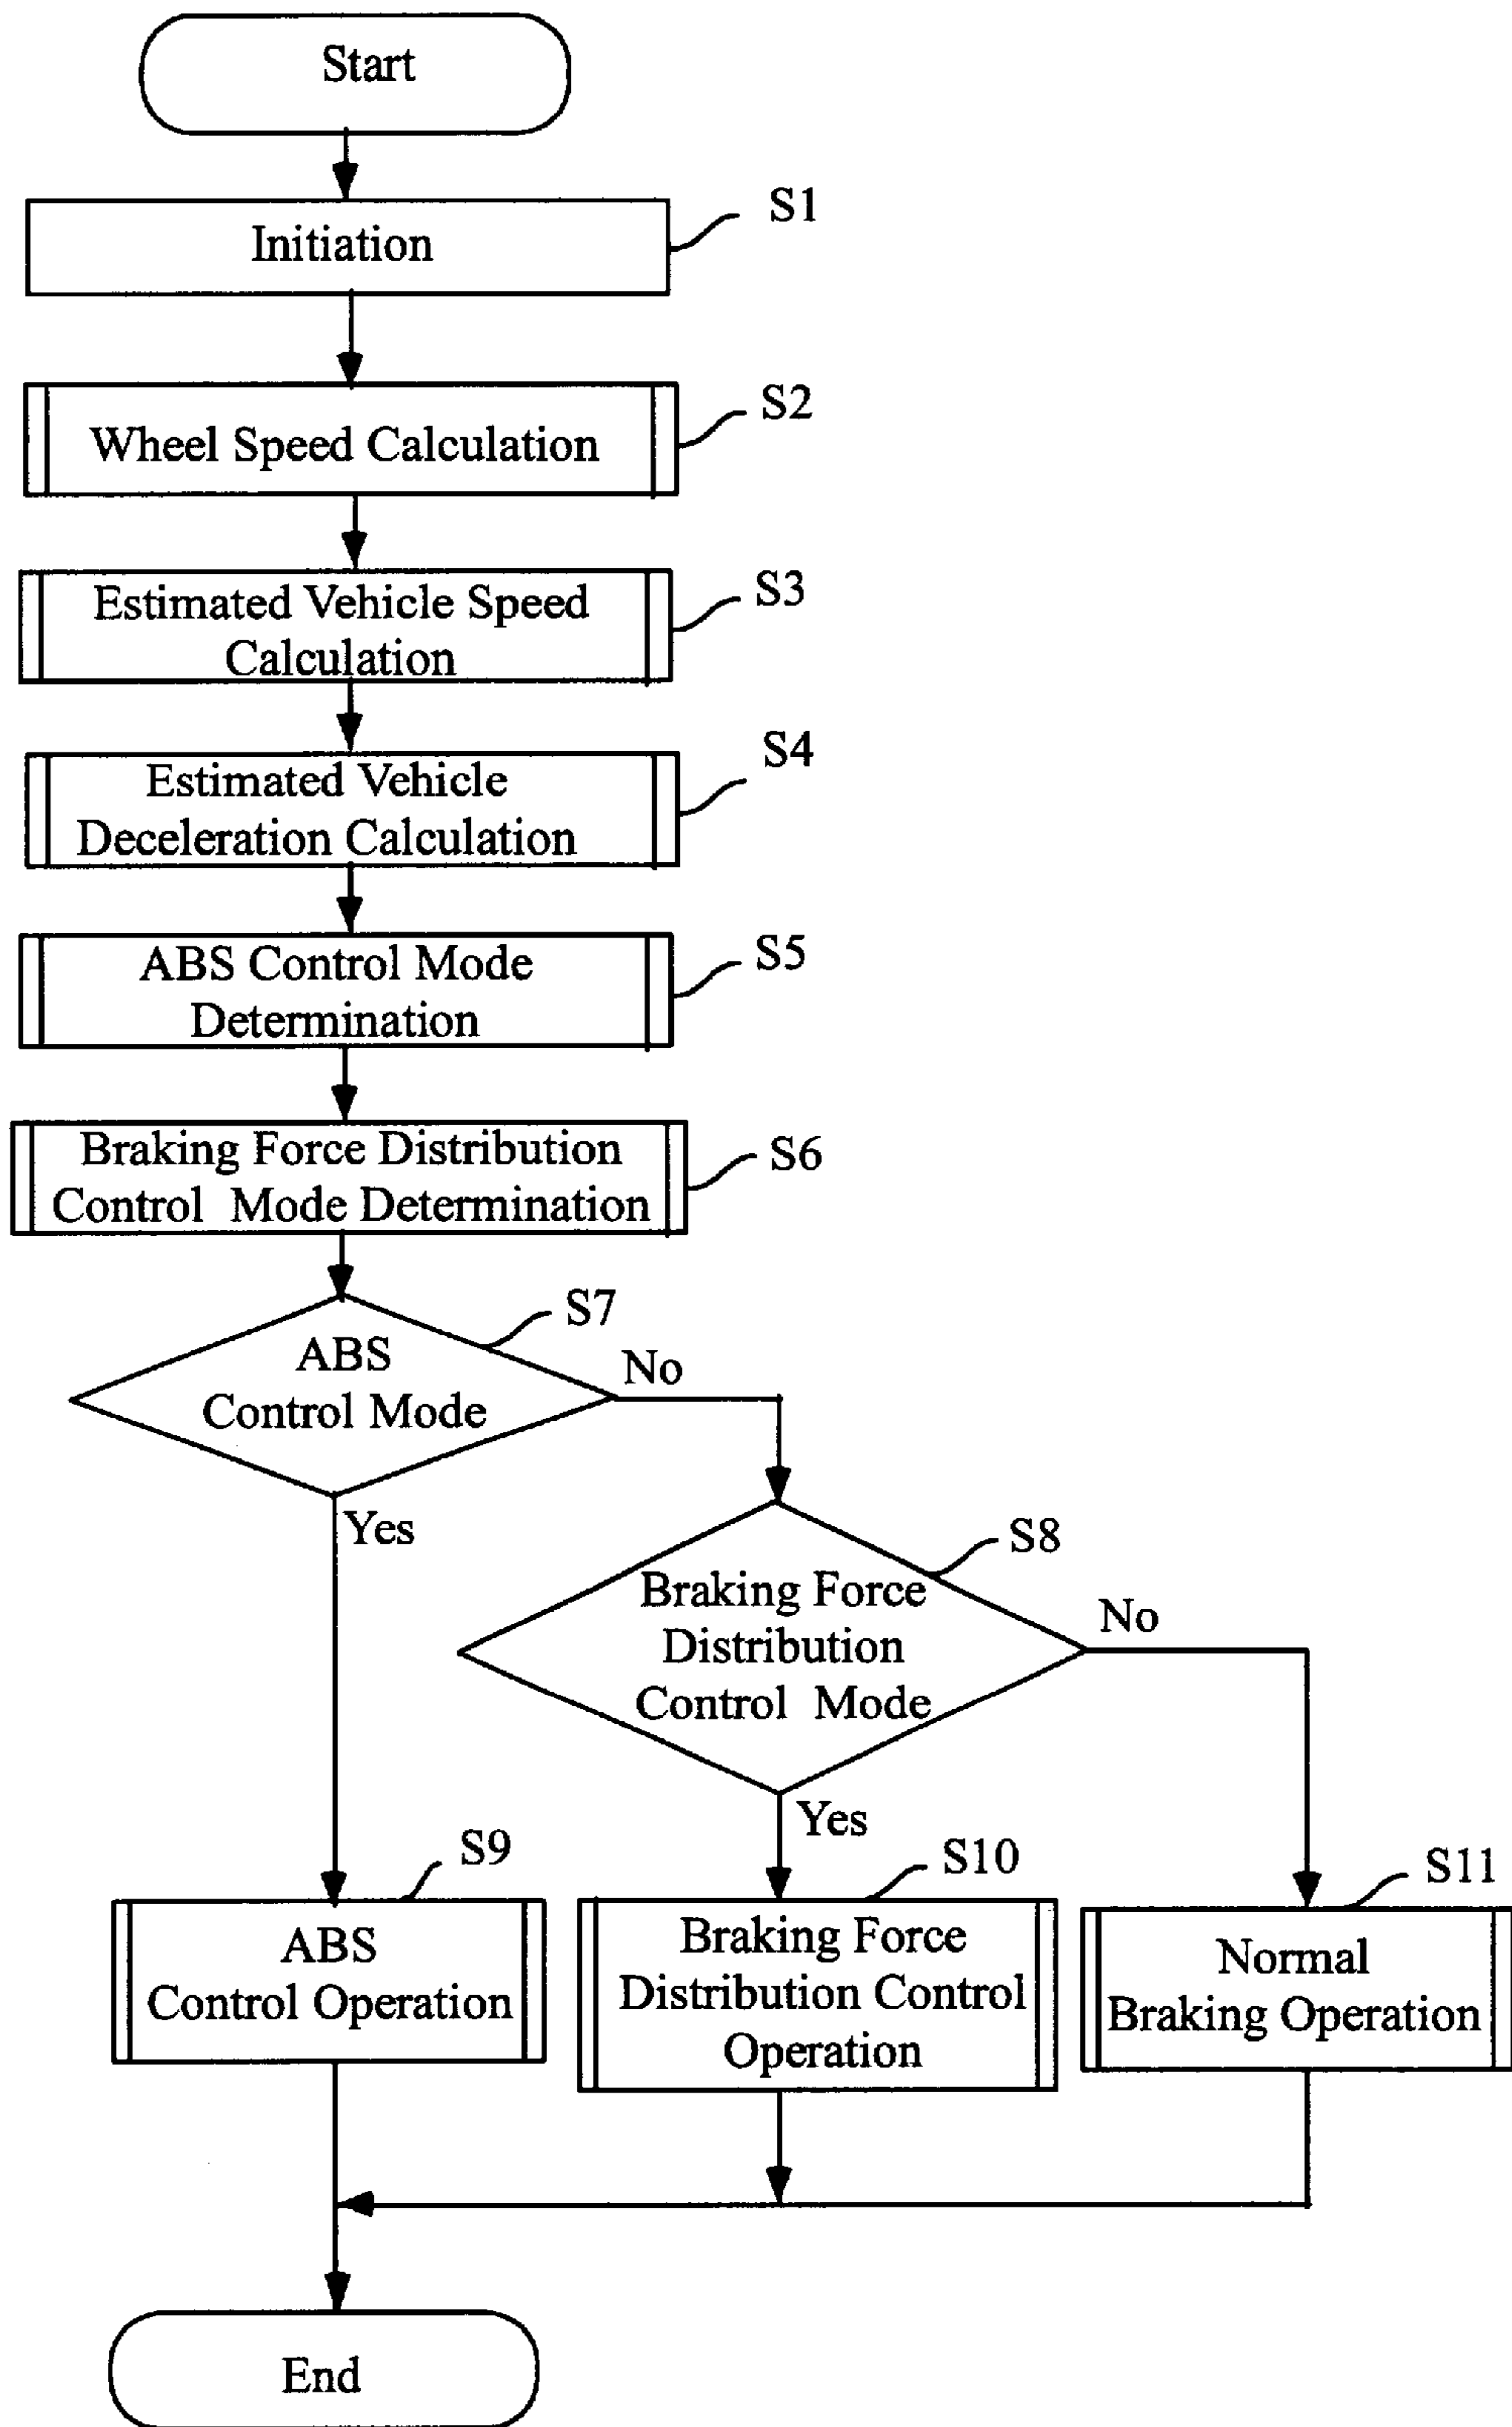 Start
S1
Initiation
S2
Wheel Speed Calculation
S3
Estimated Vehicle Speed
Calculation
S4
Estimated Vehicle
Deceleration Calculation
S5
ABS Control Mode
Determination
S6
Braking Force Distribution
Control Mode Determination
S7
ABS
Control Mode
No
Yes
S8
Braking Force
Distribution
Control Mode
No
Yes
S9
ABS
Control Operation
S10
Braking Force
Distribution Control
Operation
S11
Normal
Braking Operation
End